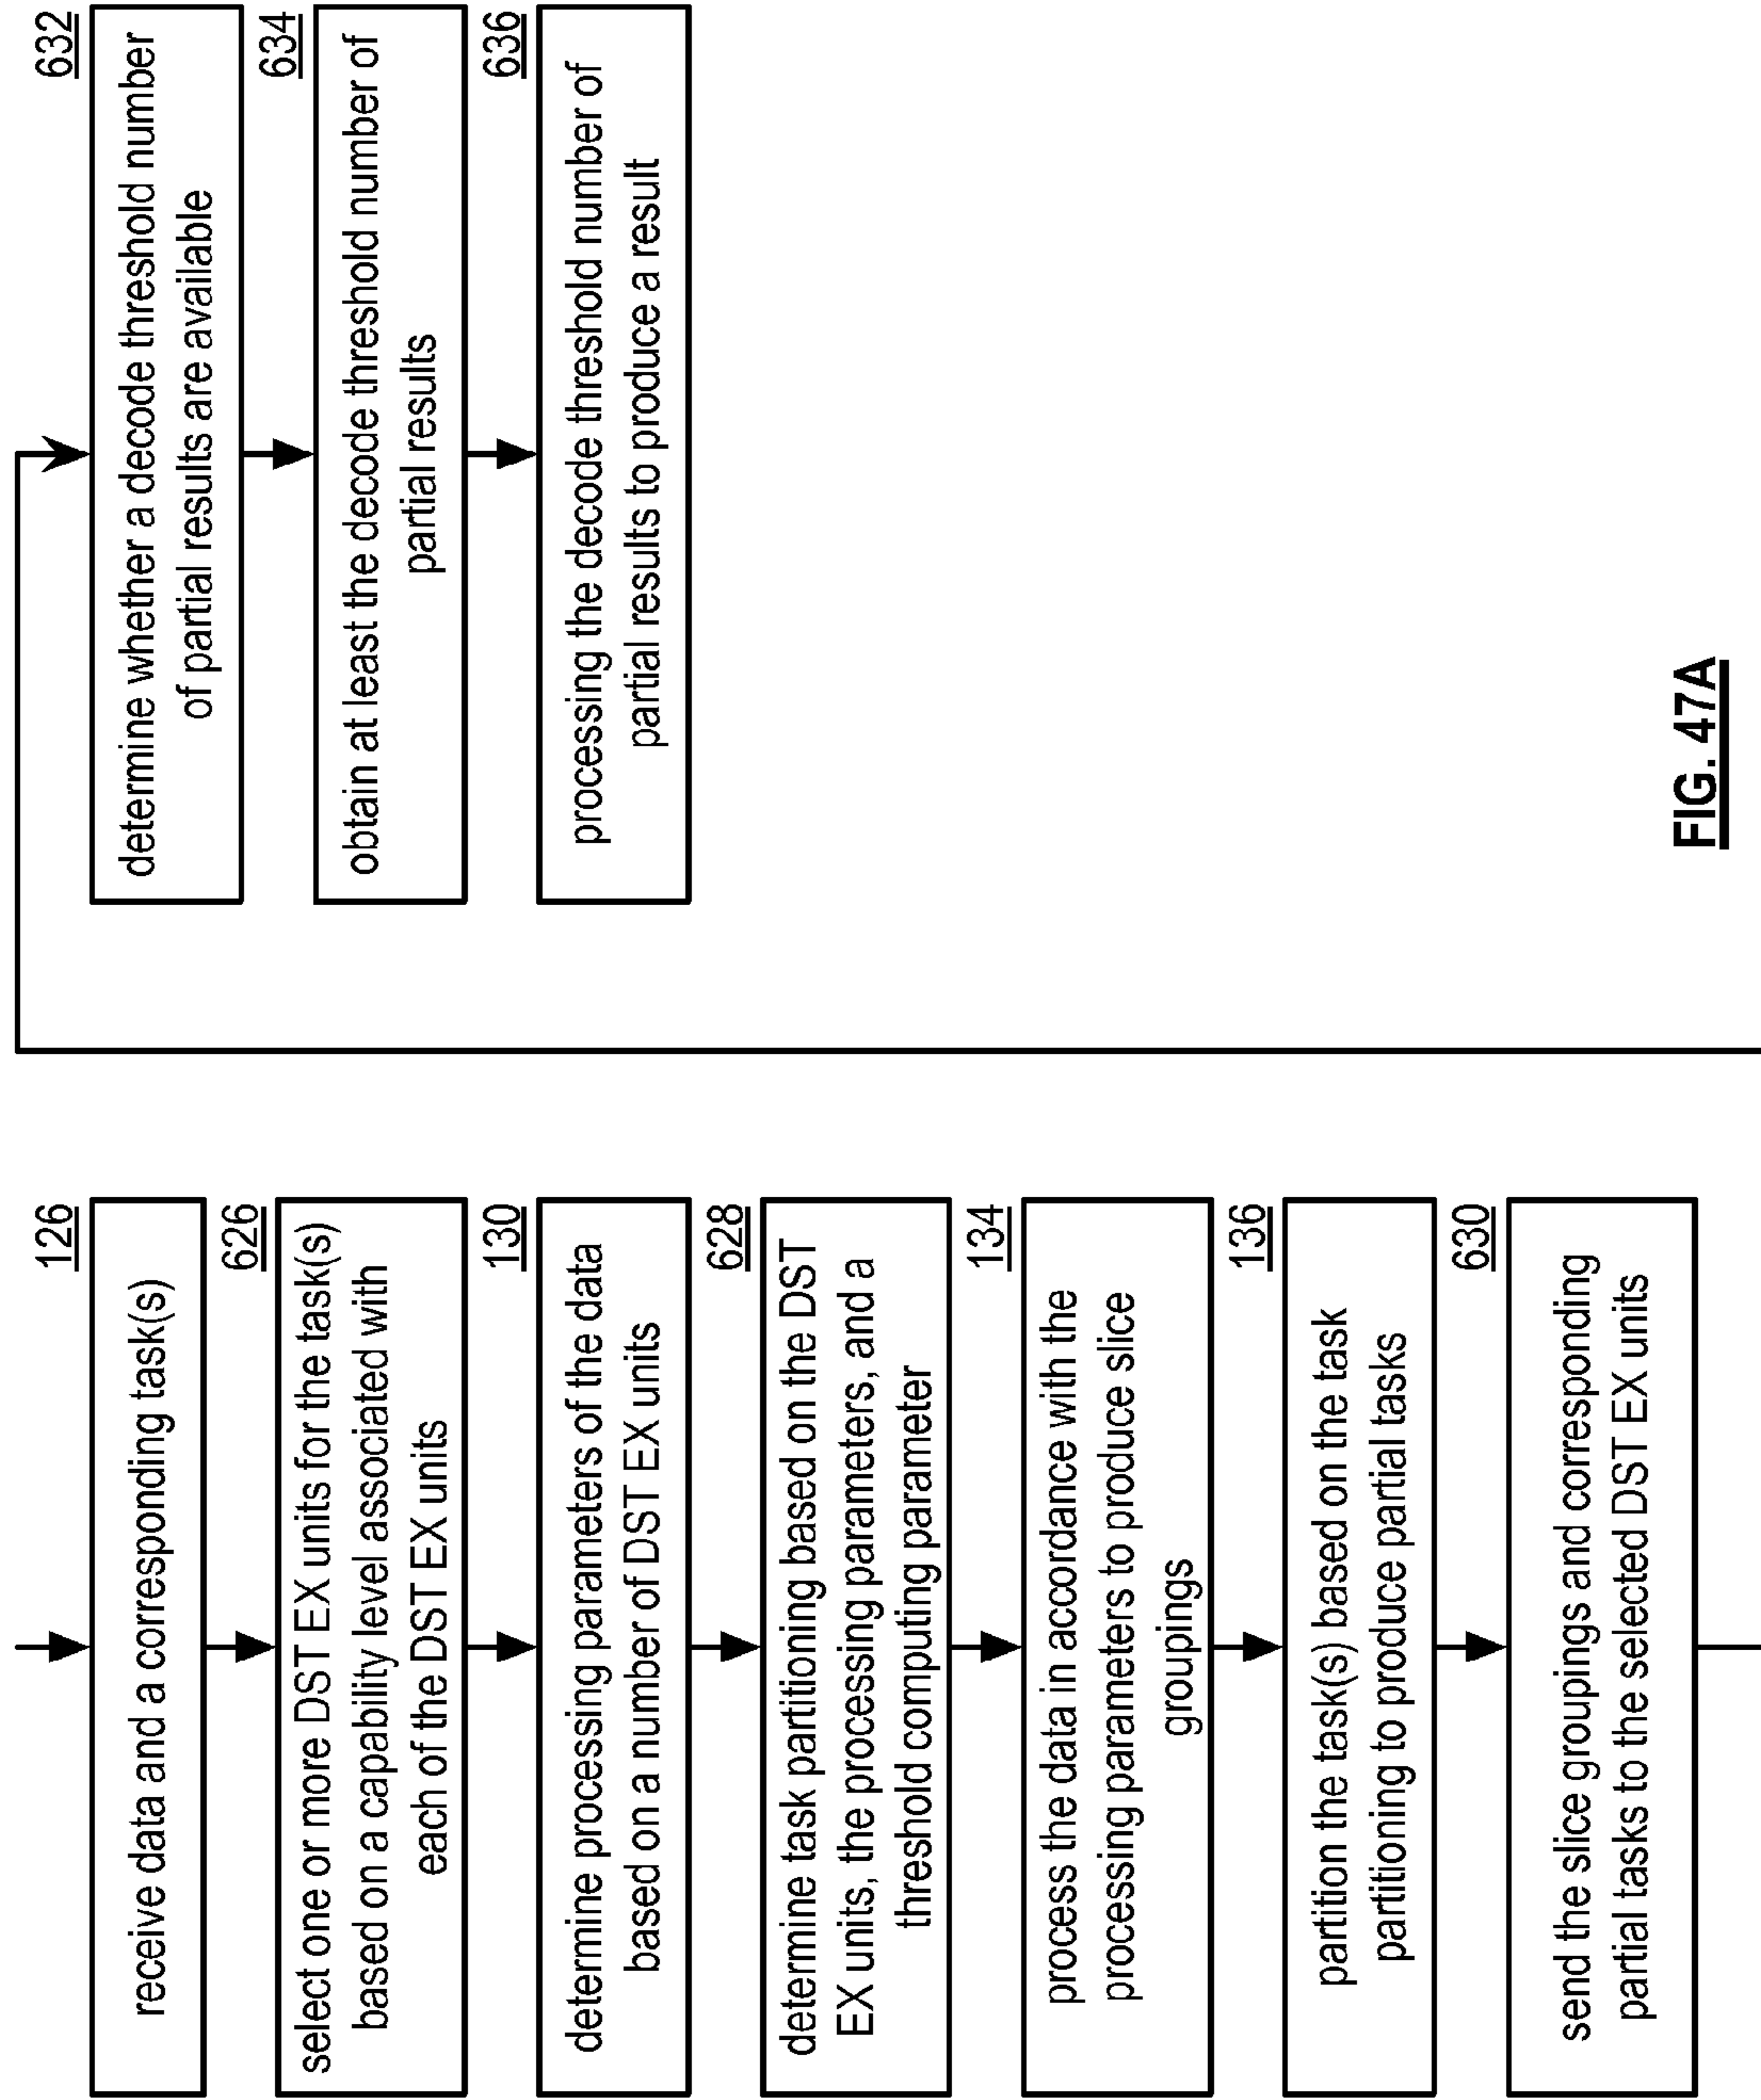 126
receive data and a corresponding task(s)
626
select one or more DST EX units for the task(s)
based on a capability level associated with
each of the DST EX units
130
determine processing parameters of the data
based on a number of DST EX units
628
determine task partitioning based on the DST
EX units, the processing parameters, and a
threshold computing parameter
134
process the data in accordance with the
processing parameters to produce slice
groupings
136
partition the task(s) based on the task
partitioning to produce partial tasks
630
send the slice groupings and corresponding
partial tasks to the selected DST EX units
632
determine whether a decode threshold number
of partial results are available
634
obtain at least the decode threshold number of
partial results
636
processing the decode threshold number of
partial results to produce a result
FIG. 47A